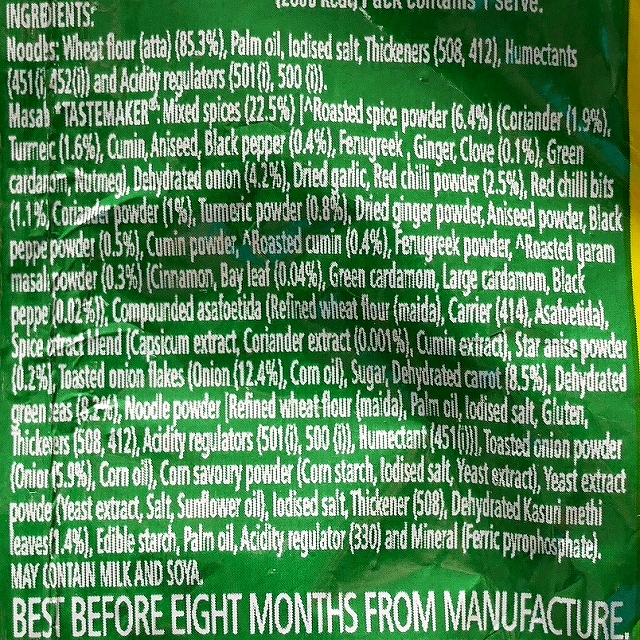 (2600 kcal) Pack contains 1 serve.
INGRDIENTS:
Noodles: Wheat flour (atta) (85.3%), Palm oil, Iodised salt, Thickeners (508, 412), Humectants
(451(i), 452(i)) and Acidity regulators (501(i), 500 (i)).
Masala *TASTEMAKER®: Mixed spices (22.5%) [^Roasted spice powder (6.4%) (Coriander (1.9%),
Turmeric (1.6%), Cumin, Aniseed, Black pepper (0.4%), Fenugreek, Ginger, Clove (0.1%), Green
cardamom, Nutmeg), Dehydrated onion (4.2%), Dried garlic, Red chilli powder (2.5%), Red chilli bits
(1.1%) Coriander powder (1%), Turmeric powder (0.8%), Dried ginger powder, Aniseed powder, Black
pepper powder (0.5%), Cumin powder, ^Roasted cumin (0.4%), Fenugreek powder, ^Roasted garam
masala powder (0.3%) (Cinnamon, Bay leaf (0.04%), Green cardamom, Large cardamom, Black
pepper (0.02%)), Compounded asafoetida (Refined wheat flour (maida), Carrier (414), Asafoetida),
Spice extract blend (Capsicum extract, Coriander extract (0.001%), Cumin extract), Star anise powder
(0.2%), Toasted onion flakes (Onion (12.4%), Corn oil), Sugar, Dehydrated carrot (8.5%), Dehydrated
green peas (8.2%), Noodle powder [Refined wheat flour (maida), Palm oil, Iodised salt, Gluten,
Thickeners (508, 412), Acidity regulators (501(i), 500 (i)), Humectant (451(i))], Toasted onion powder
(Onion (5.9%), Corn oil), Corn savoury powder (Corn starch, Iodised salt, Yeast extract), Yeast extract
powder (Yeast extract, Salt, Sunflower oil), Iodised salt, Thickener (508), Dehydrated Kasuri methi
leaves (1.4%), Edible starch, Palm oil, Acidity regulator (330) and Mineral (Ferric pyrophosphate).
MAY CONTAIN MILK AND SOYA.
BEST BEFORE EIGHT MONTHS FROM MANUFACTURE.